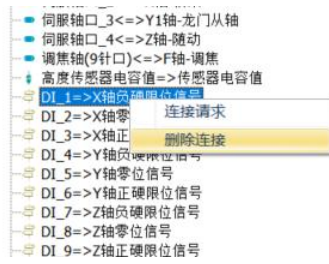 伺服轴口_3<=>Y1轴-龙门从轴
伺服轴口_4<=>Z轴-随动
调焦轴(9针口)<=>F轴-调焦
高度传感器电容值=>传感器电容值
DI_1=>X轴负硬限位信号
连接请求
DI_2=>X轴零
删除连接
DI_3=>X轴正
DI_4=>Y轴负硬限位信号
DI_5=>Y轴零位信号
DI_6=>Y轴正硬限位信号
DI_7=>Z轴负硬限位信号
DI_8=>Z轴零位信号
DI_9=>Z轴正硬限位信号